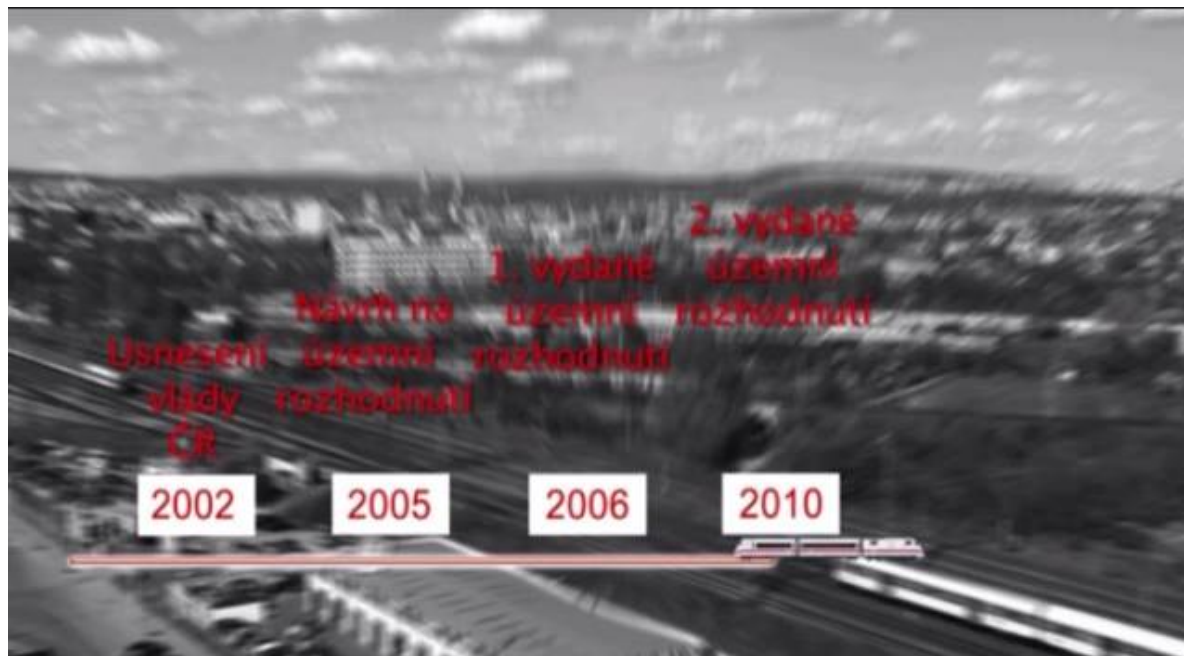 Usnesení
vlády
ČR
2002
Návrh na
územní
rozhodnutí
2005
1. vydané
územní
rozhodnutí
2006
2. vydané
územní
rozhodnutí
2010